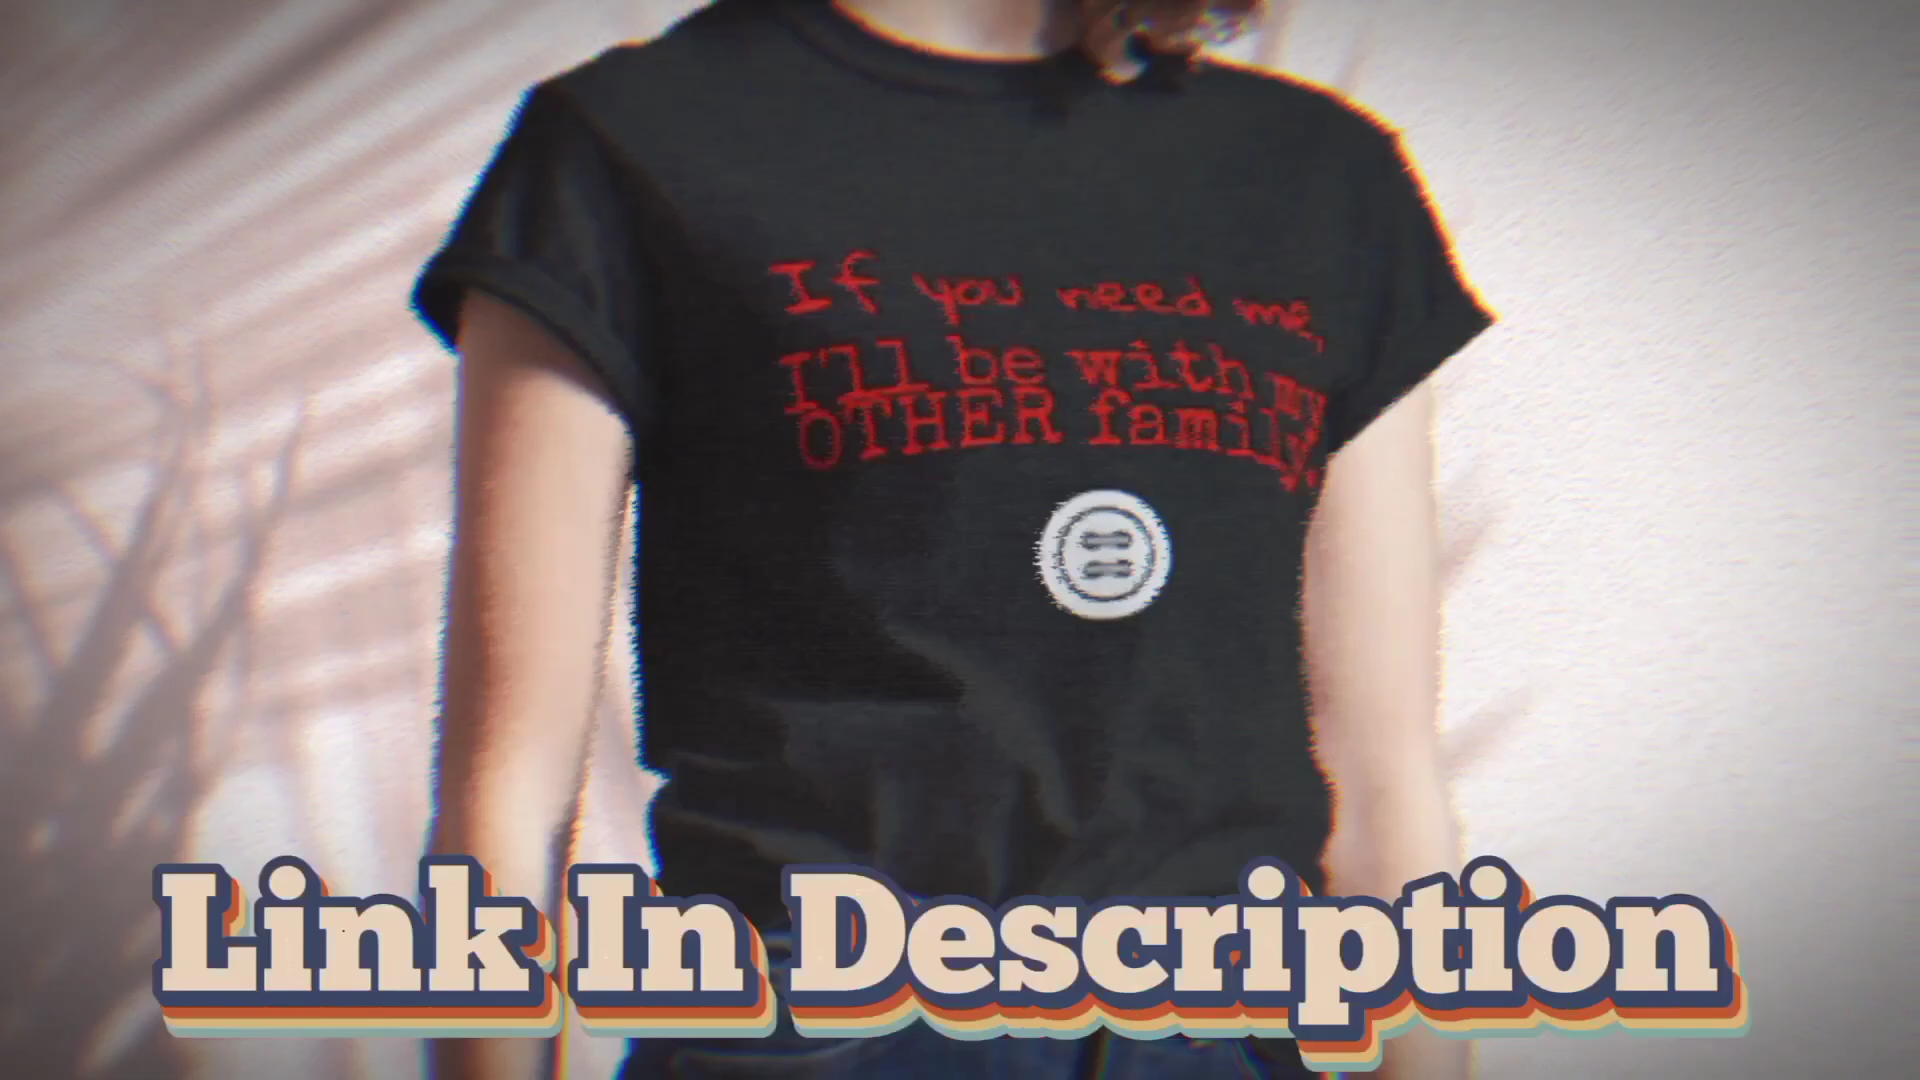 If you need me,
I'll be with my
OTHER family.
Link In Description